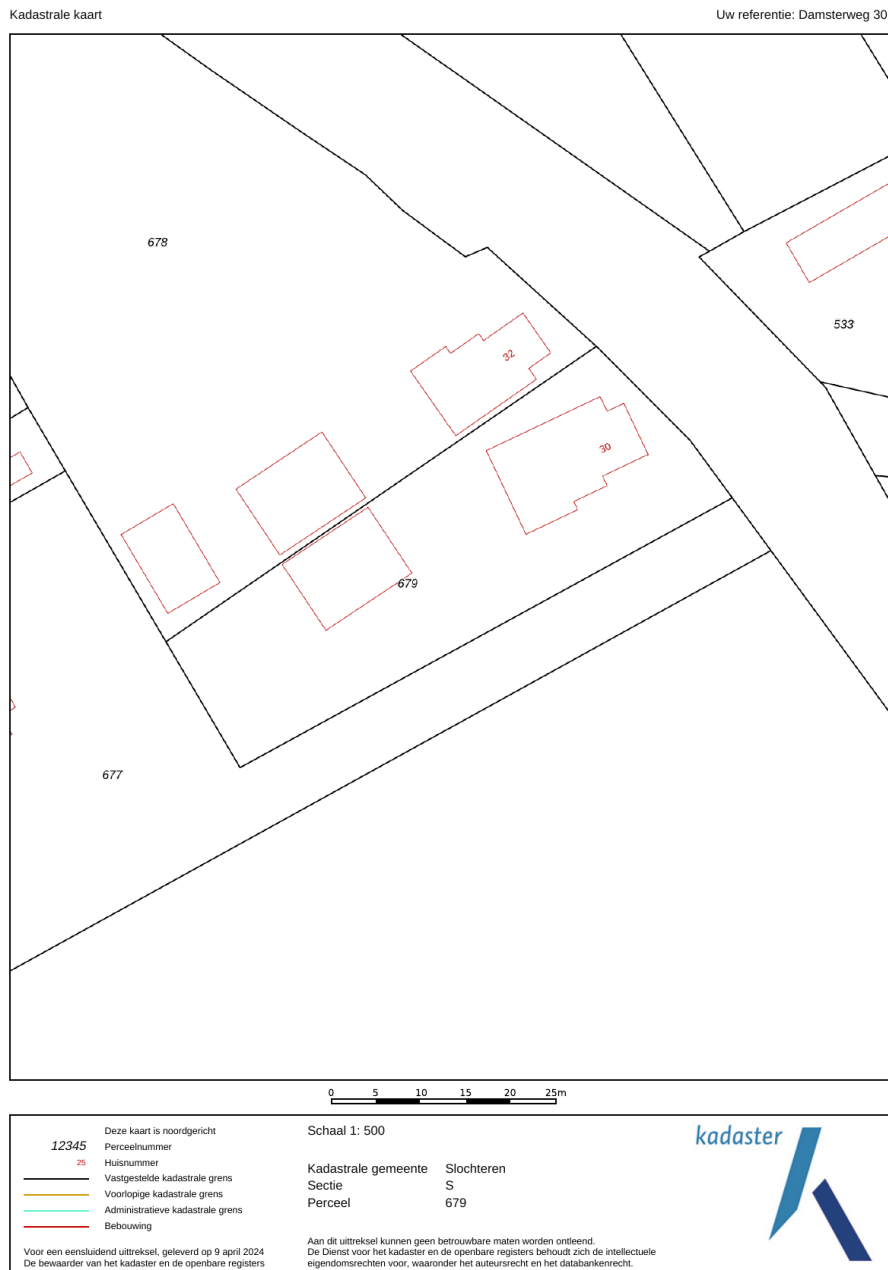 Kadastrale kaart
Uw referentie: Damsterweg 30
678
533
32
30
679
677
0 5 10 15 20 25m
Deze kaart is noordgericht
12345 Perceelnummer
25 Huisnummer
Vastgestelde kadastrale grens
Voorlopige kadastrale grens
Administratieve kadastrale grens
Bebouwing
Voor een eensluidend uittreksel, geleverd op 9 april 2024
De bewaarder van het kadaster en de openbare registers
Schaal 1: 500
Kadastrale gemeente Slochteren
Sectie S
Perceel 679
Aan dit uittreksel kunnen geen betrouwbare maten worden ontleend.
De Dienst voor het kadaster en de openbare registers behoudt zich de intellectuele
eigendomsrechten voor, waaronder het auteursrecht en het databankenrecht.
kadaster